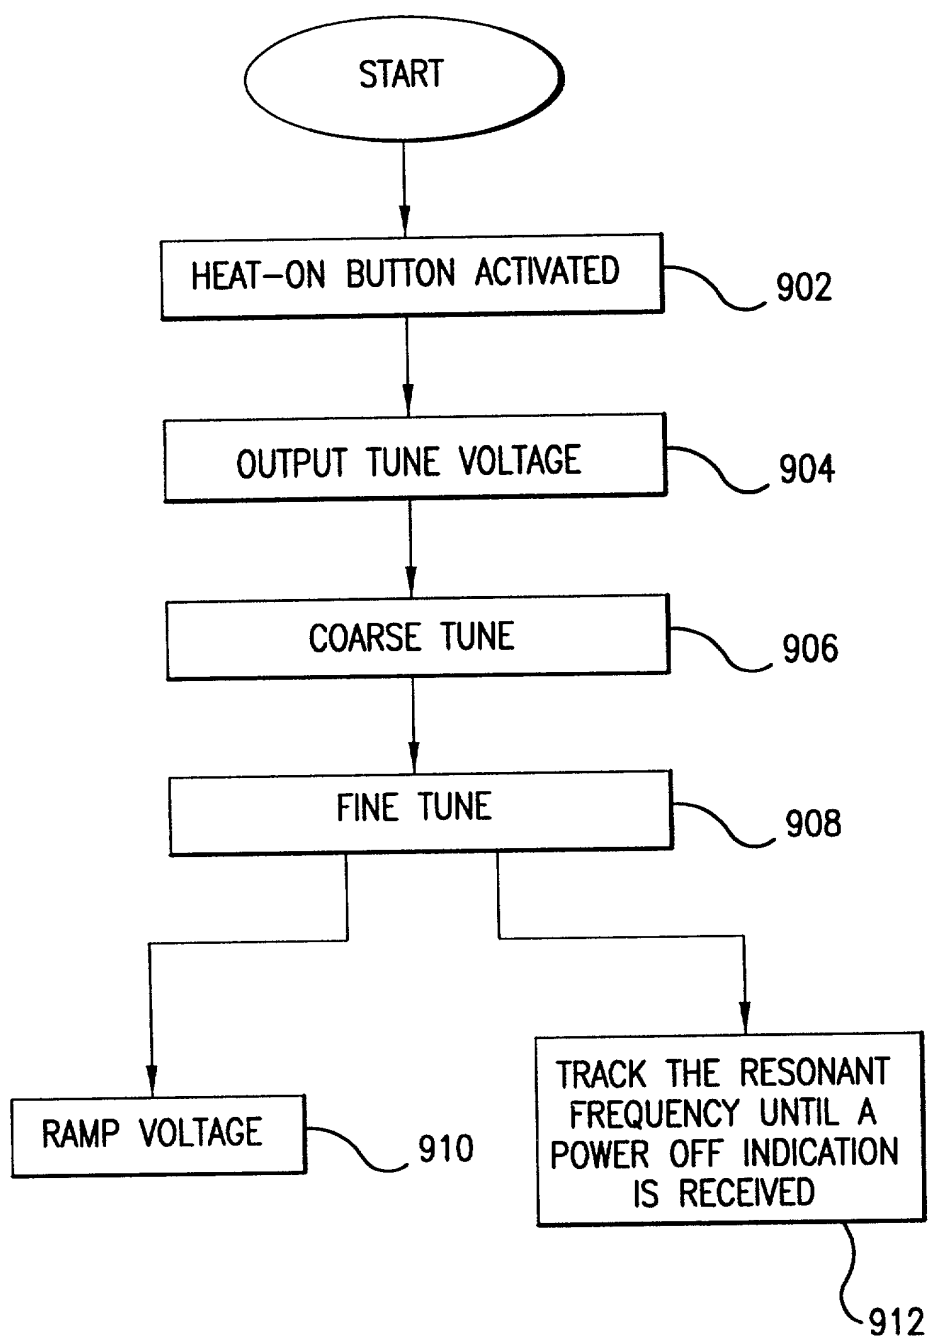 START
HEAT-ON BUTTON ACTIVATED
902
OUTPUT TUNE VOLTAGE
904
COARSE TUNE
906
FINE TUNE
908
RAMP VOLTAGE
910
TRACK THE RESONANT
FREQUENCY UNTIL A
POWER OFF INDICATION
IS RECEIVED
912